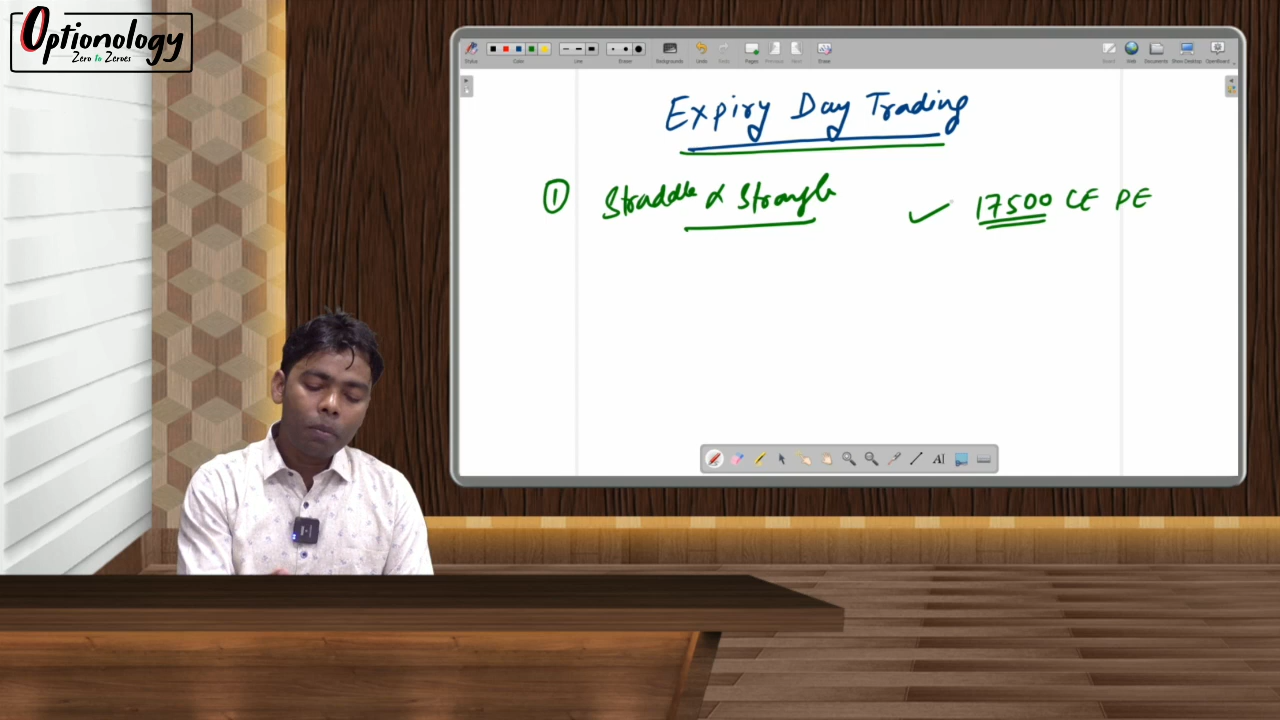 Optionology
Zero to Zeroes
Expiry Day Trading
① Straddle & Strangle
✓ 17500 CE PE